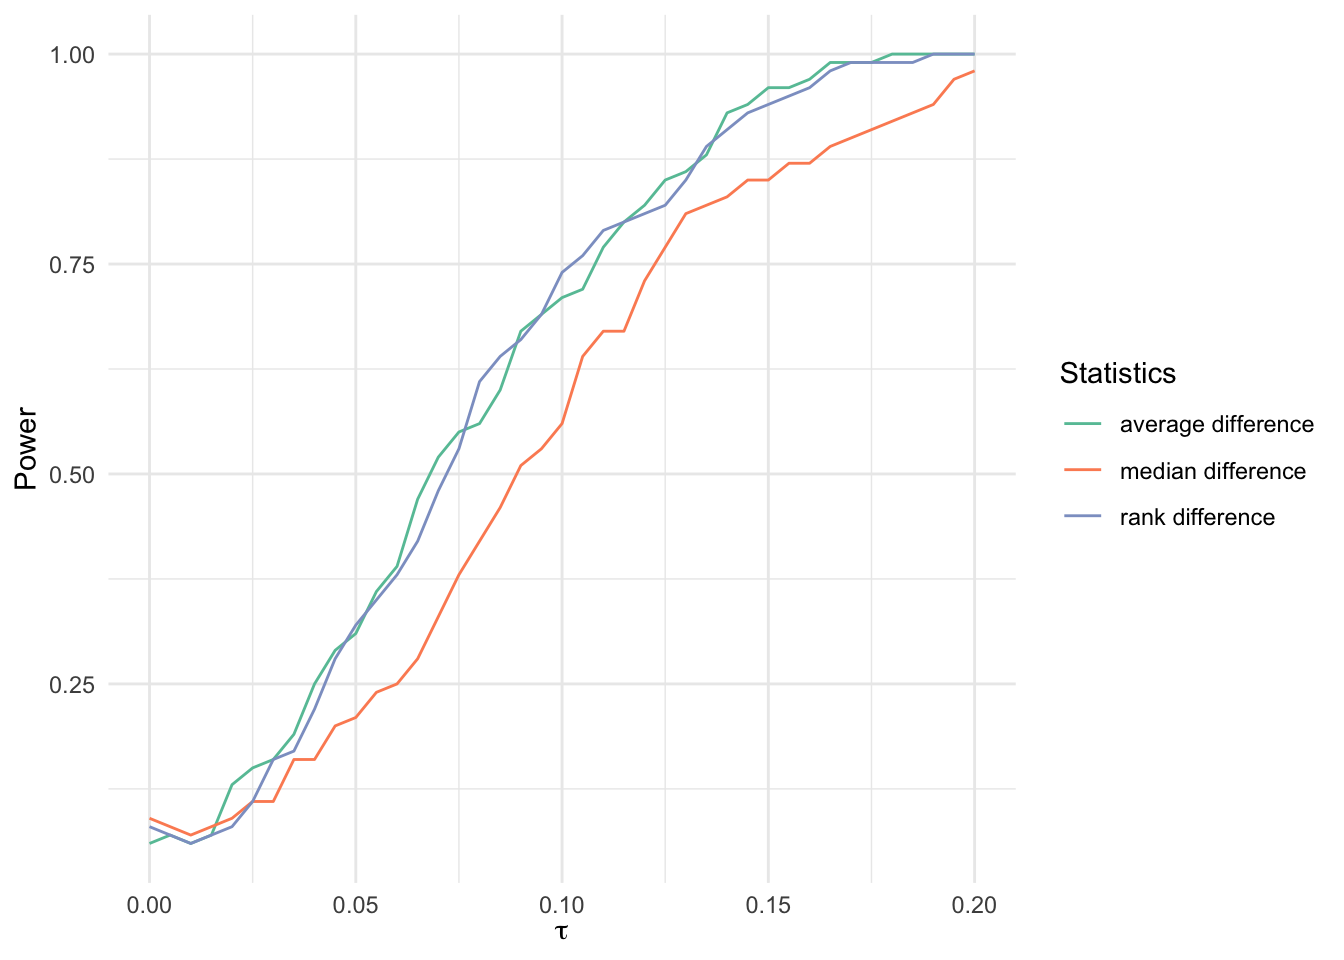 1.00
0.75
0.50
0.25
Power
0.00 0.05 0.10 0.15 0.20
τ
Statistics
average difference
median difference
rank difference